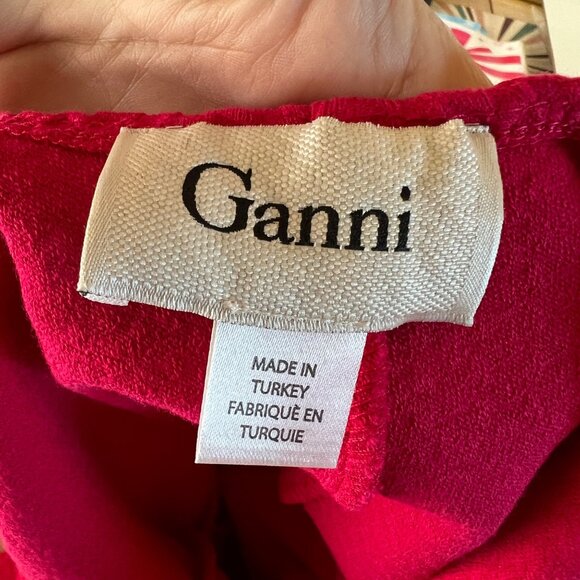 Ganni
MADE IN
TURKEY
FABRIQUÈ EN
TURQUIE